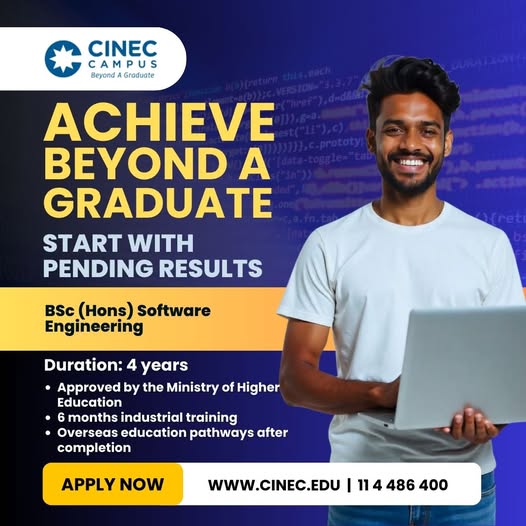 CINEC
CAMPUS
Beyond A Graduate
ACHIEVE
BEYOND A
GRADUATE
START WITH
PENDING RESULTS
BSc (Hons) Software
Engineering
Duration: 4 years
• Approved by the Ministry of Higher
Education
• 6 months industrial training
• Overseas education pathways after
completion
APPLY NOW
WWW.CINEC.EDU | 11 4 486 400